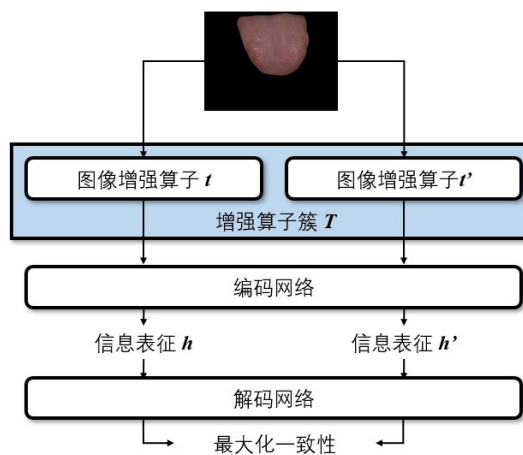 图像增强算子 t
图像增强算子t’
增强算子簇 T
编码网络
信息表征 h
信息表征 h’
解码网络
最大化一致性